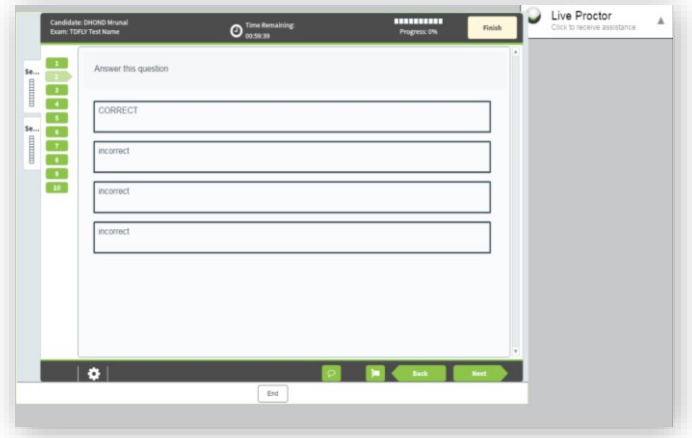 Candidate: DHOND Mrunal
Exam: TDFLY Test Name
Time Remaining:
00:59:39
Progress: 0%
Finish
Live Proctor
Click to receive assistance
Se...
Se...
1
2
3
4
5
6
7
8
9
10
Answer this question
CORRECT
incorrect
incorrect
incorrect
Back
Next
End